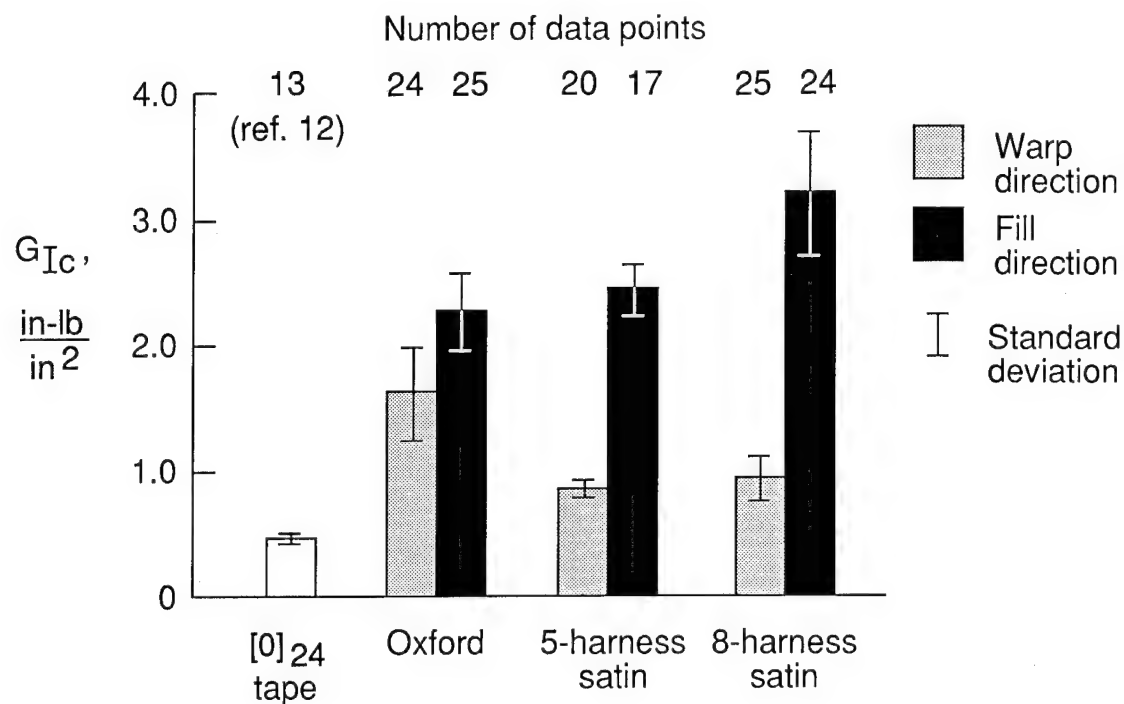 Number of data points
13 24 25 20 17 25 24
(ref. 12)
4.0
3.0
2.0
1.0
0
G_Ic,
in-lb
in²
Warp
direction
Fill
direction
Standard
deviation
[0]₂₄
tape
Oxford
5-harness
satin
8-harness
satin